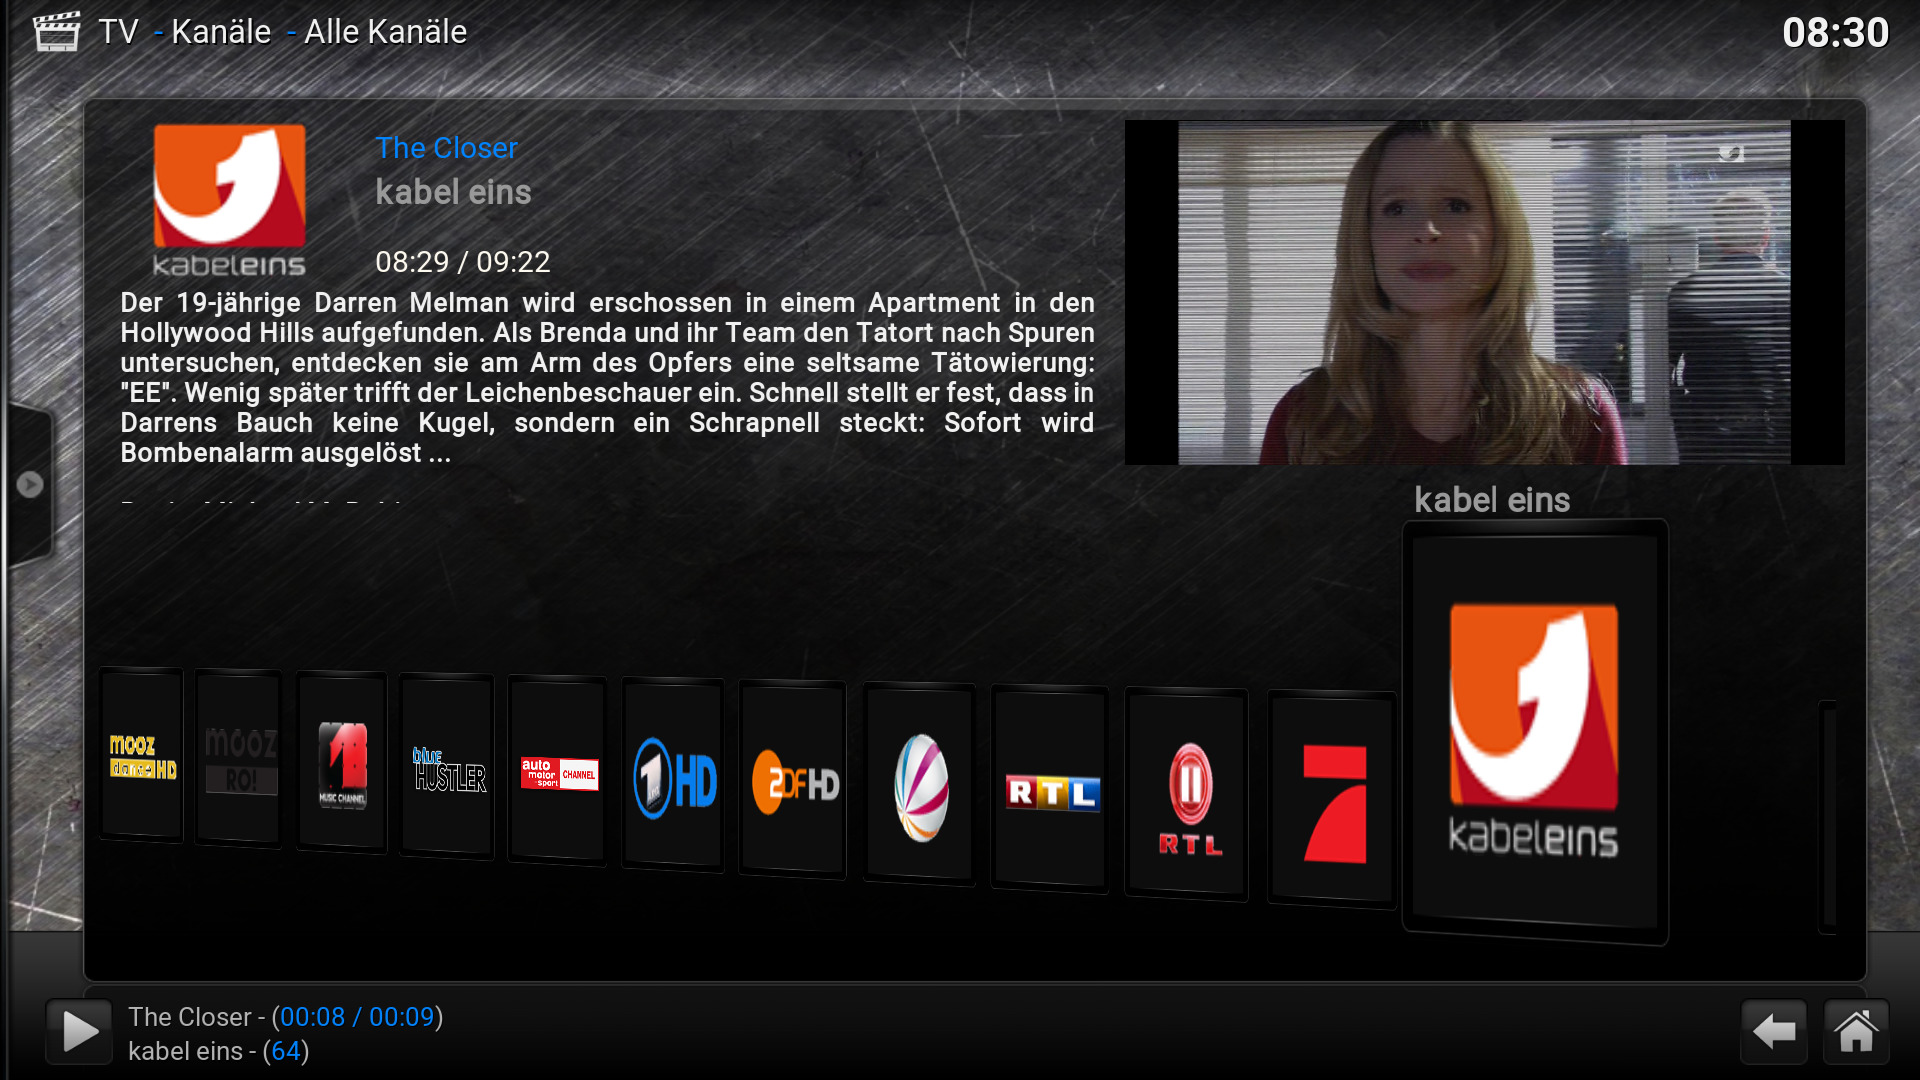 TV - Kanäle - Alle Kanäle
08:30
The Closer
kabel eins
kabeleins
08:29 / 09:22
Der 19-jährige Darren Melman wird erschossen in einem Apartment in den
Hollywood Hills aufgefunden. Als Brenda und ihr Team den Tatort nach Spuren
untersuchen, entdecken sie am Arm des Opfers eine seltsame Tätowierung:
"EE". Wenig später trifft der Leichenbeschauer ein. Schnell stellt er fest, dass in
Darrens Bauch keine Kugel, sondern ein Schrapnell steckt: Sofort wird
Bombenalarm ausgelöst ...
kabel eins
mooz
dance HD
mooz
RO!
1B
MUSIC CHANNEL
blue
HUSTLER
auto
motor
sport
CHANNEL
1 HD
ZDF HD
RTL
II
RTL
7
kabeleins
The Closer - (00:08 / 00:09)
kabel eins - (64)